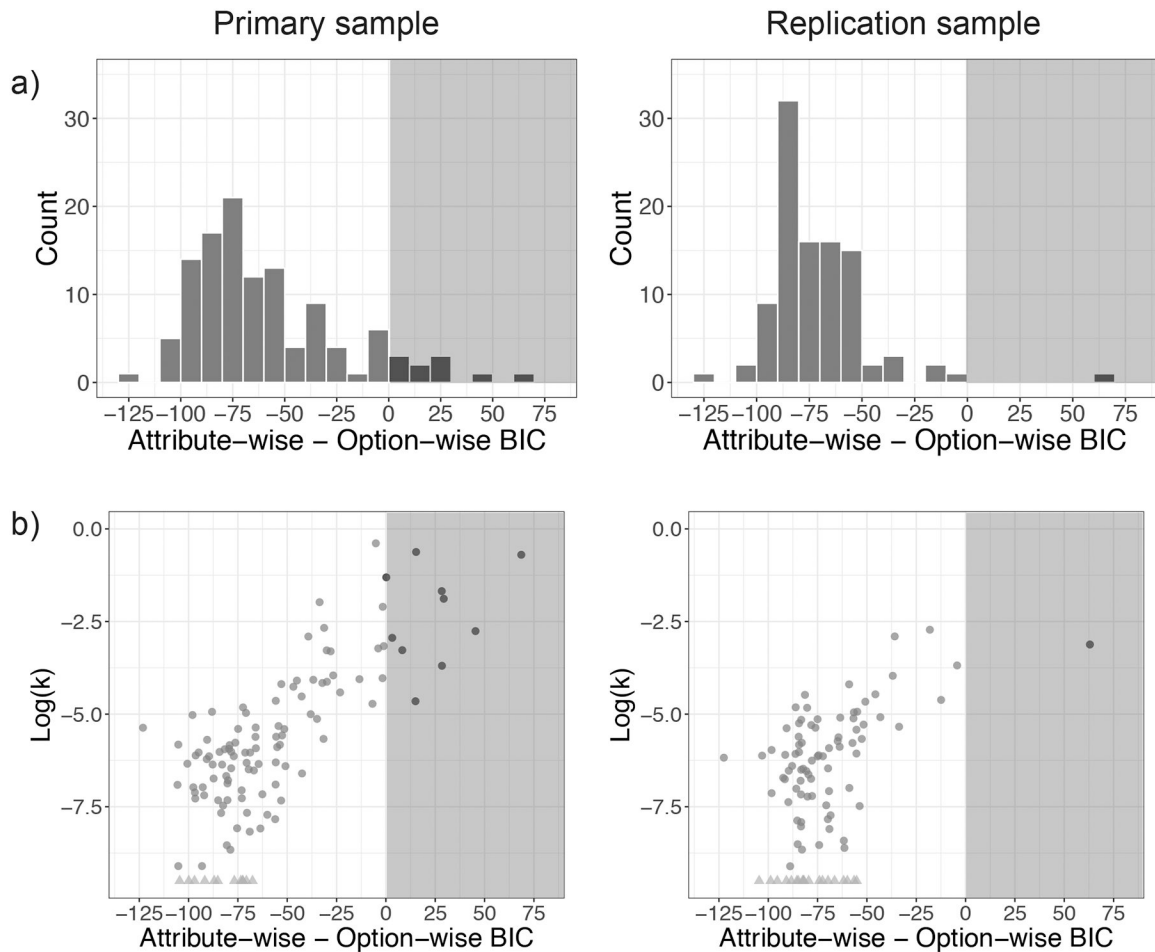 Primary sample
Replication sample
a)
Count
30
20
10
0
−125 −100 −75 −50 −25 0 25 50 75
Attribute−wise − Option−wise BIC
Count
30
20
10
0
−125 −100 −75 −50 −25 0 25 50 75
Attribute−wise − Option−wise BIC
b)
Log(k)
0.0
−2.5
−5.0
−7.5
−125 −100 −75 −50 −25 0 25 50 75
Attribute−wise − Option−wise BIC
Log(k)
0.0
−2.5
−5.0
−7.5
−125 −100 −75 −50 −25 0 25 50 75
Attribute−wise − Option−wise BIC